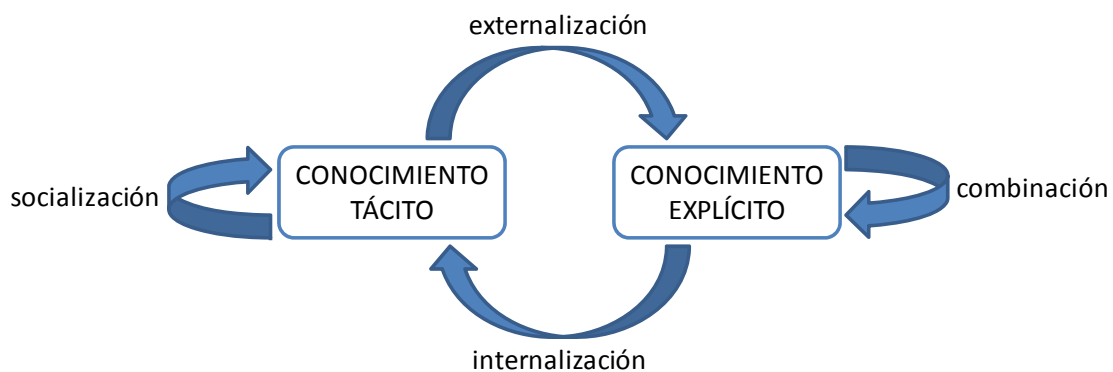 externalización
socialización
CONOCIMIENTO
TÁCITO
CONOCIMIENTO
EXPLÍCITO
combinación
internalización